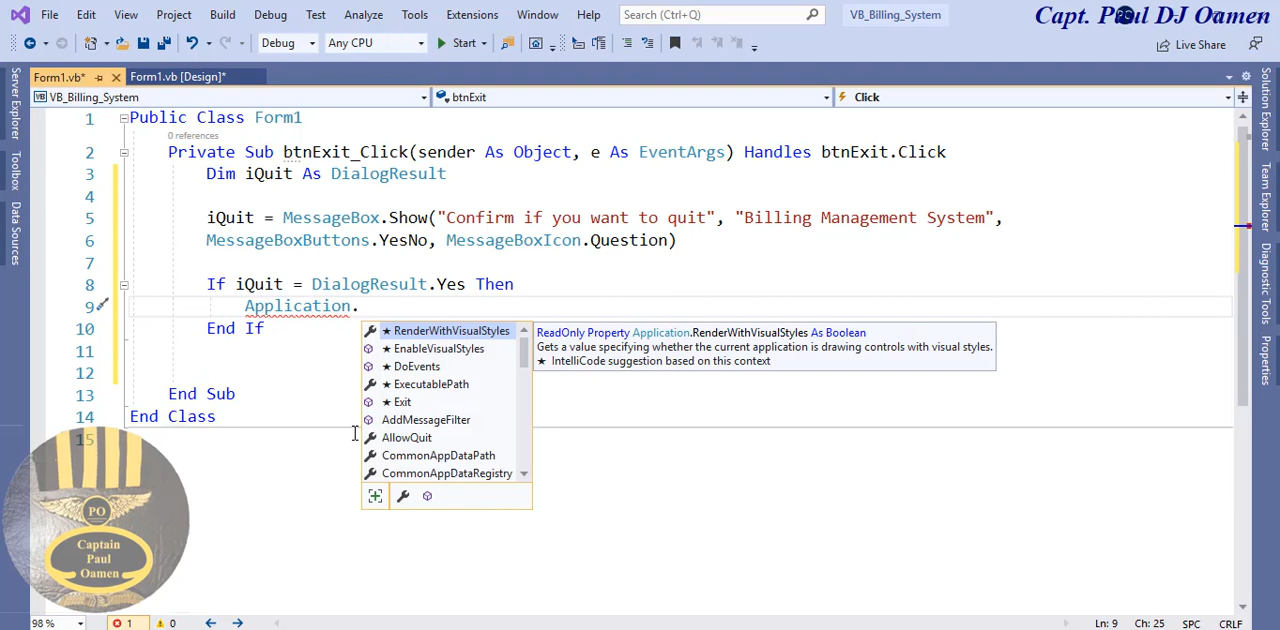 File Edit View Project Build Debug Test Analyze Tools Extensions Window Help Search (Ctrl+Q) VB_Billing_System Capt. Paul DJ Oamen
Debug Any CPU Start Live Share
Form1.vb* Form1.vb [Design]*
VB_Billing_System btnExit Click
Server Explorer
Toolbox
Data Sources
Solution Explorer
Team Explorer
Diagnostic Tools
Properties
1 Public Class Form1
0 references
2 Private Sub btnExit_Click(sender As Object, e As EventArgs) Handles btnExit.Click
3 Dim iQuit As DialogResult
4
5 iQuit = MessageBox.Show("Confirm if you want to quit", "Billing Management System",
6 MessageBoxButtons.YesNo, MessageBoxIcon.Question)
7
8 If iQuit = DialogResult.Yes Then
9 Application.
10 End If
11
12
13 End Sub
14 End Class
15
★ RenderWithVisualStyles
★ EnableVisualStyles
★ DoEvents
★ ExecutablePath
★ Exit
AddMessageFilter
AllowQuit
CommonAppDataPath
CommonAppDataRegistry
ReadOnly Property Application.RenderWithVisualStyles As Boolean
Gets a value specifying whether the current application is drawing controls with visual styles.
★ IntelliCode suggestion based on this context
PO
Captain
Paul
Oamen
98 % 1 0 Ln: 9 Ch: 25 SPC CRLF